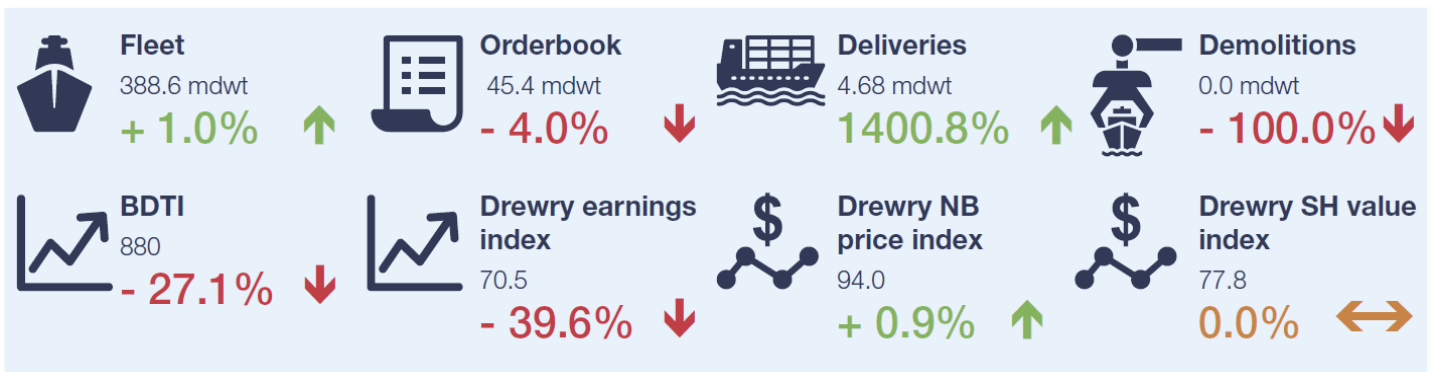 Fleet
388.6 mdwt
+ 1.0%
Orderbook
45.4 mdwt
- 4.0%
Deliveries
4.68 mdwt
1400.8%
Demolitions
0.0 mdwt
- 100.0%
BDTI
880
- 27.1%
Drewry earnings
index
70.5
- 39.6%
$
Drewry NB
price index
94.0
+ 0.9%
$
Drewry SH value
index
77.8
0.0%